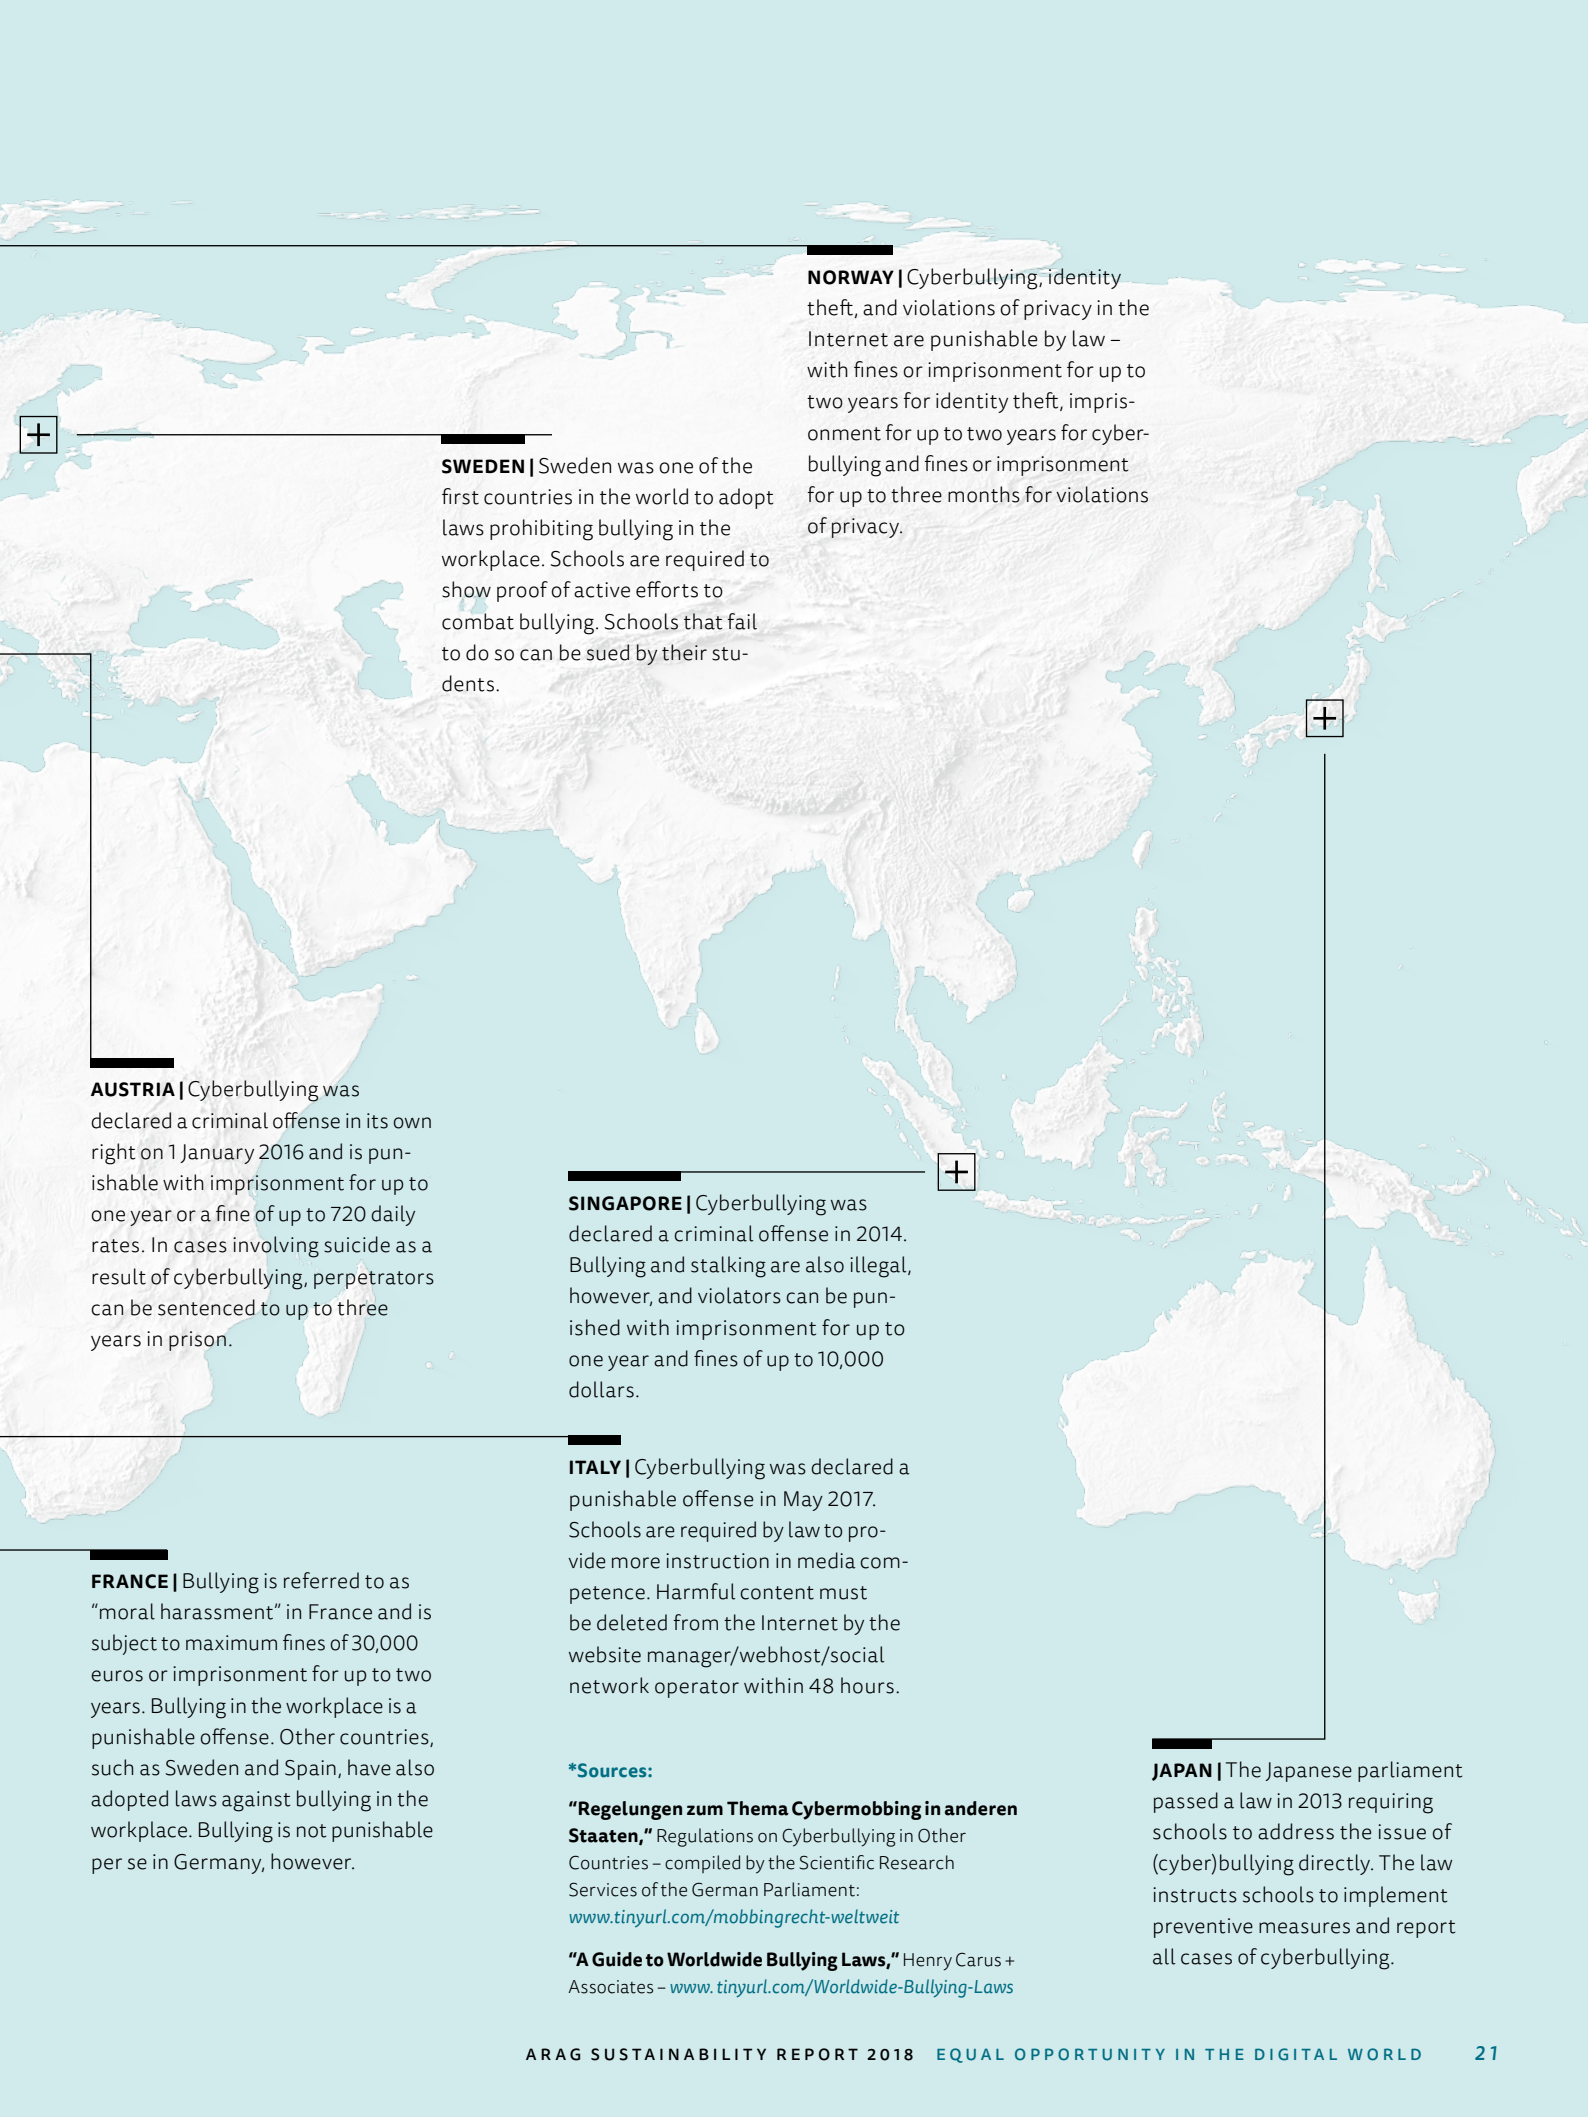 NORWAY | Cyberbullying, identity
theft, and violations of privacy in the
Internet are punishable by law –
with fines or imprisonment for up to
two years for identity theft, impris-
onment for up to two years for cyber-
bullying and fines or imprisonment
for up to three months for violations
of privacy.
SWEDEN | Sweden was one of the
first countries in the world to adopt
laws prohibiting bullying in the
workplace. Schools are required to
show proof of active efforts to
combat bullying. Schools that fail
to do so can be sued by their stu-
dents.
AUSTRIA | Cyberbullying was
declared a criminal offense in its own
right on 1 January 2016 and is pun-
ishable with imprisonment for up to
one year or a fine of up to 720 daily
rates. In cases involving suicide as a
result of cyberbullying, perpetrators
can be sentenced to up to three
years in prison.
SINGAPORE | Cyberbullying was
declared a criminal offense in 2014.
Bullying and stalking are also illegal,
however, and violators can be pun-
ished with imprisonment for up to
one year and fines of up to 10,000
dollars.
ITALY | Cyberbullying was declared a
punishable offense in May 2017.
Schools are required by law to pro-
vide more instruction in media com-
petence. Harmful content must
be deleted from the Internet by the
website manager/webhost/social
network operator within 48 hours.
FRANCE | Bullying is referred to as
“moral harassment” in France and is
subject to maximum fines of 30,000
euros or imprisonment for up to two
years. Bullying in the workplace is a
punishable offense. Other countries,
such as Sweden and Spain, have also
adopted laws against bullying in the
workplace. Bullying is not punishable
per se in Germany, however.
*Sources:
“Regelungen zum Thema Cybermobbing in anderen
Staaten,” Regulations on Cyberbullying in Other
Countries – compiled by the Scientific Research
Services of the German Parliament:
www.tinyurl.com/mobbingrecht-weltweit
“A Guide to Worldwide Bullying Laws,” Henry Carus +
Associates – www. tinyurl.com/Worldwide-Bullying-Laws
JAPAN | The Japanese parliament
passed a law in 2013 requiring
schools to address the issue of
(cyber)bullying directly. The law
instructs schools to implement
preventive measures and report
all cases of cyberbullying.
ARAG SUSTAINABILITY REPORT 2018 EQUAL OPPORTUNITY IN THE DIGITAL WORLD 21